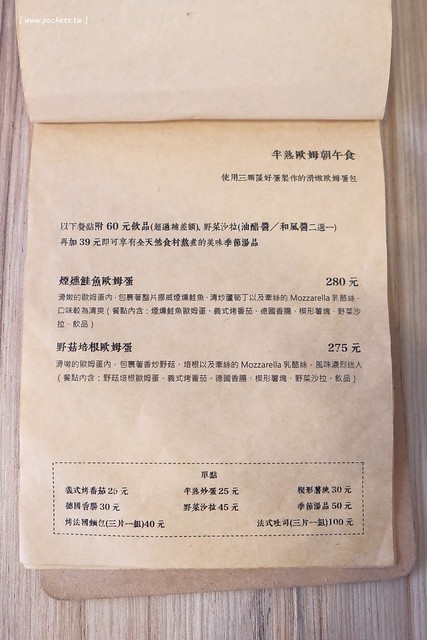 [ www.pockets.tw ]
半熟歐姆朝午食
使用三顆蛋好蛋製作的滑嫩歐姆蛋包
以下餐點附 60 元飲品(超過補差額), 野菜沙拉(油醋醬／和風醬二選一)
再加 39 元即可享有全天然食材熬煮的美味季節湯品
煙燻鮭魚歐姆蛋 280 元
滑嫩的歐姆蛋內，包裹著整片挪威煙燻鮭魚、清炒蘆筍丁以及牽絲的 Mozzarella 乳酪絲，
口味較為清爽 ( 餐點內含：煙燻鮭魚歐姆蛋、義式烤番茄、德國香腸、楔形薯塊、野菜沙
拉、飲品 )
野菇培根歐姆蛋 275 元
滑嫩的歐姆蛋內，包裹著香炒野菇、培根以及牽絲的 Mozzarella 乳酪絲，風味濃烈迷人
( 餐點內含：野菇培根歐姆蛋、義式烤番茄、德國香腸、楔形薯塊、野菜沙拉、飲品 )
單點
義式烤番茄 25 元 半熟炒蛋 25 元 楔形薯塊 30 元
德國香腸 30 元 野菜沙拉 45 元 季節湯品 50 元
烤法國麵包(三片一組)40 元 法式吐司(三片一組)100 元